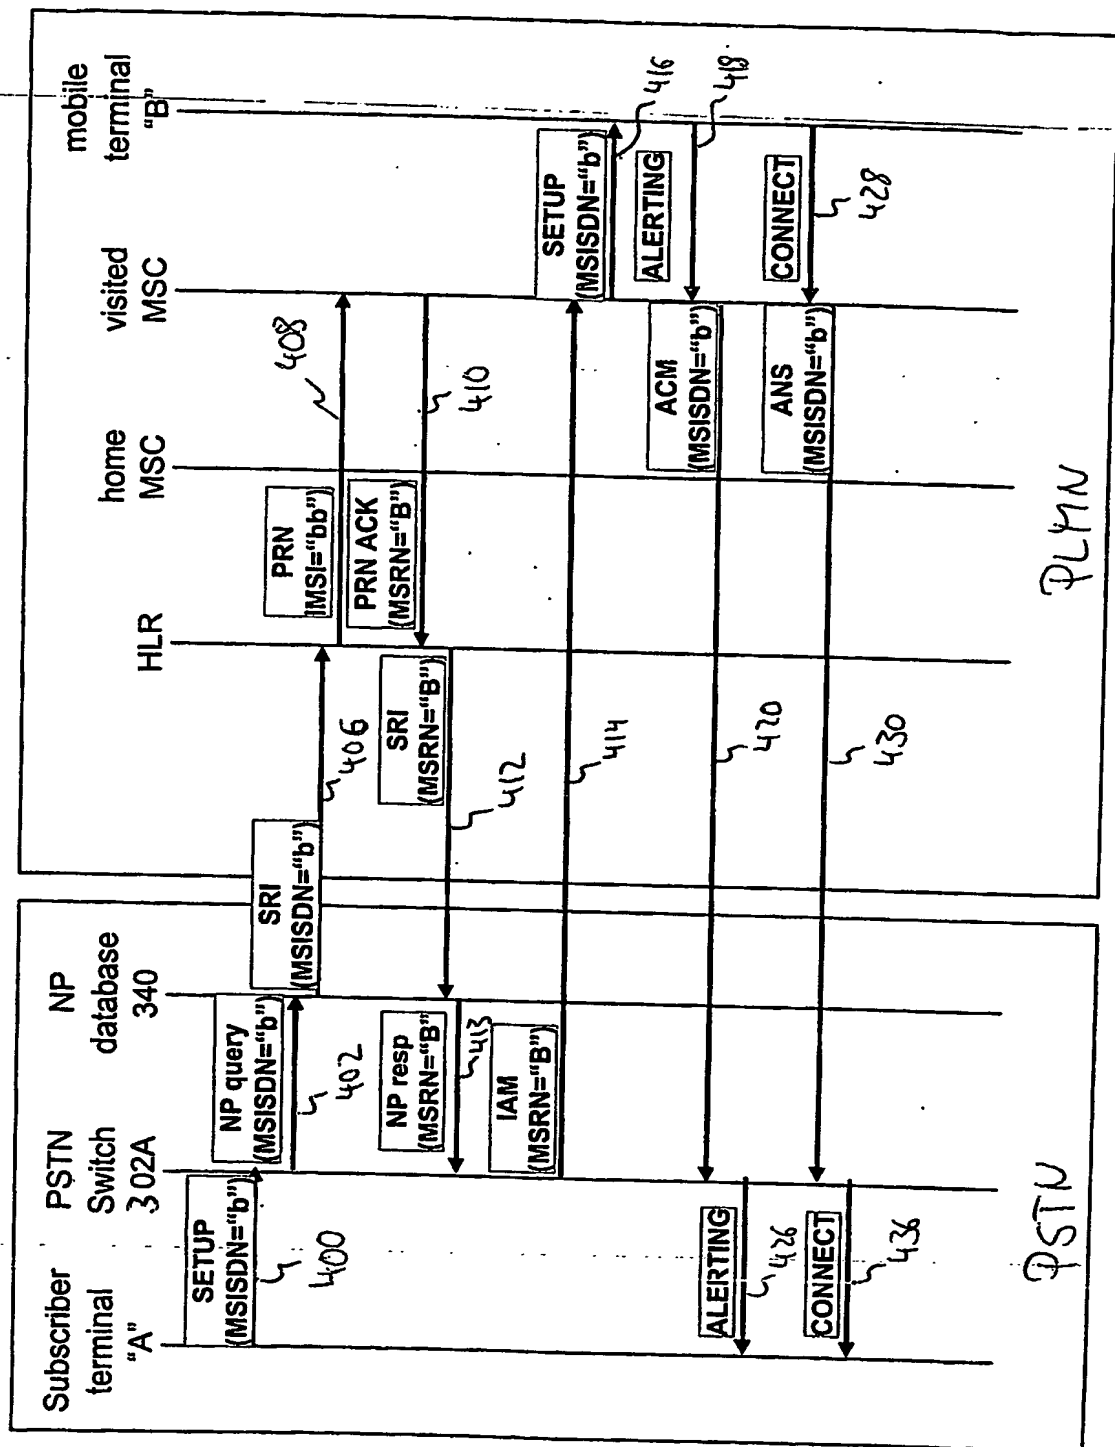 Subscriber
terminal
"A"
PSTN
Switch
302A
NP
database
340
HLR
home
MSC
visited
MSC
mobile
terminal
"B"
SETUP
(MSISDN="b")
400
NP query
(MSISDN="b")
402
SRI
(MSISDN="b")
406
PRN
IMSI="bb")
408
PRN ACK
(MSRN="B")
410
SRI
(MSRN="B")
412
NP resp
(MSRN="B")
413
IAM
(MSRN="B")
414
SETUP
(MSISDN="b")
416
ALERTING
418
ACM
(MSISDN="b")
420
ALERTING
426
CONNECT
428
ANS
(MSISDN="b")
430
CONNECT
436
PSTN
PLMN